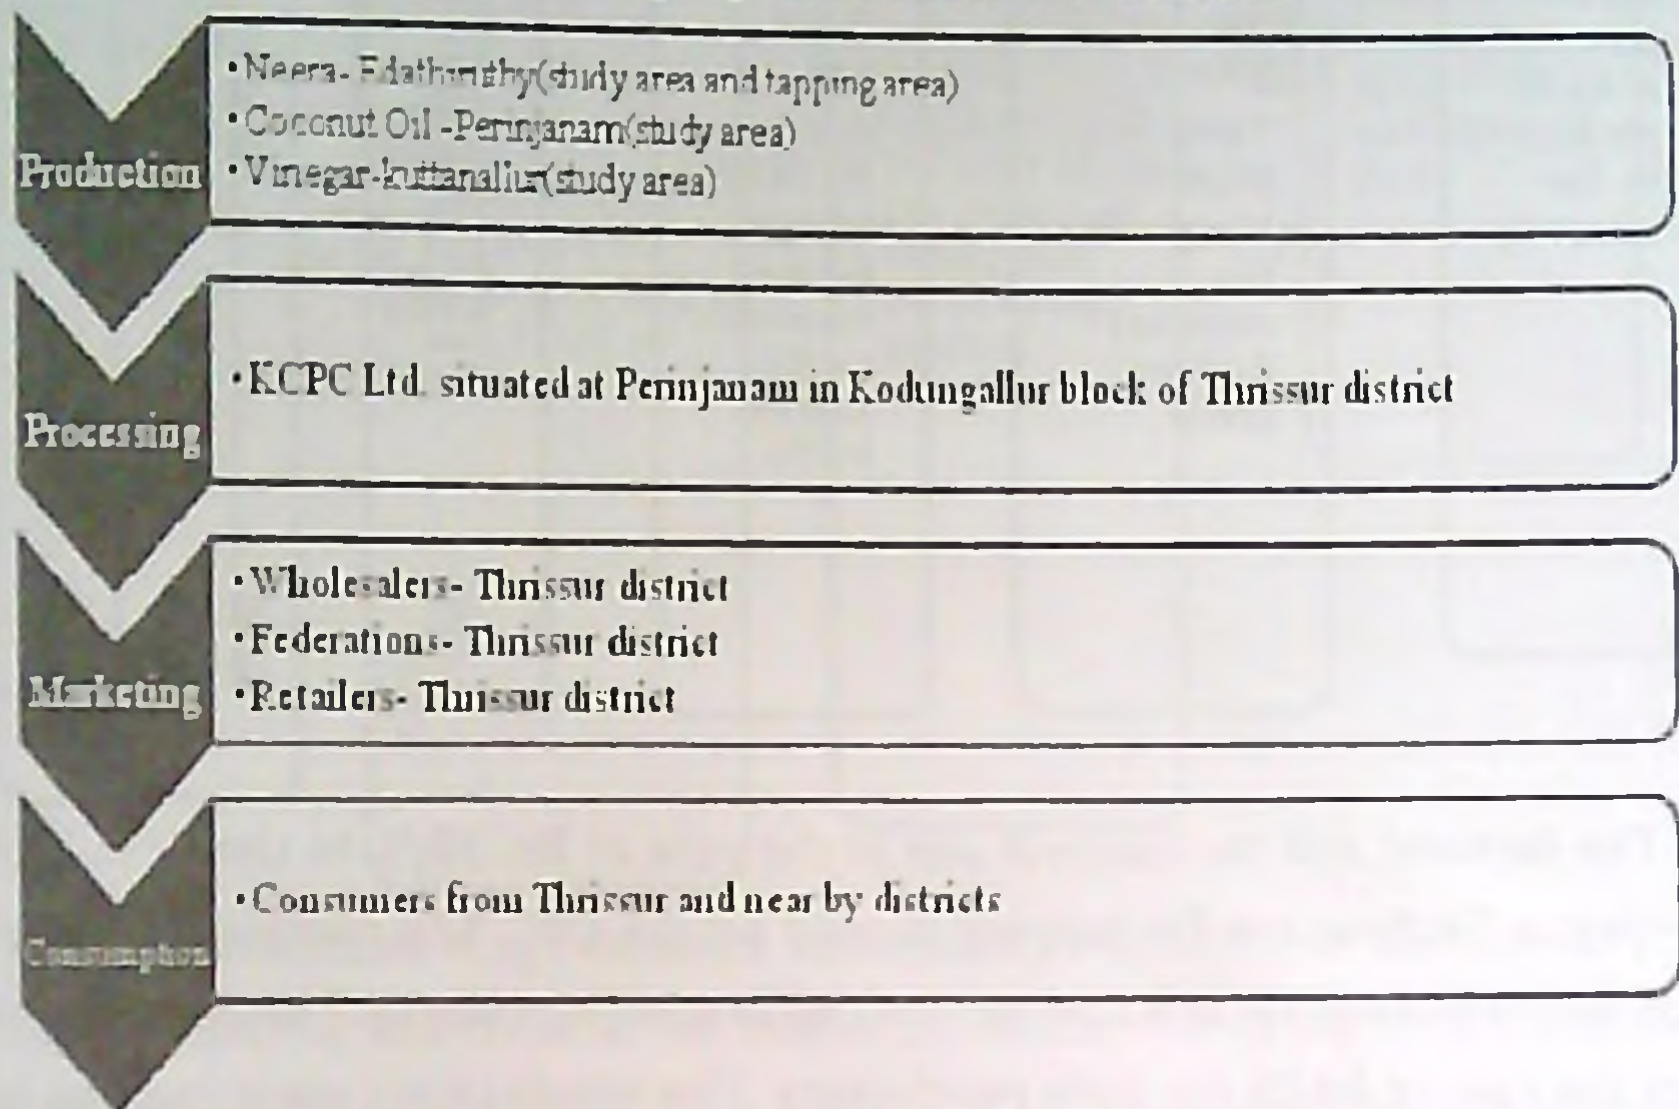 Production
• Neera- Edathiruthy(study area and tapping area)
• Coconut Oil -Perinjanam(study area)
• Vinegar-kuttanallur(study area)
Processing
• KCPC Ltd. situated at Perinjanam in Kodungallur block of Thrissur district
Marketing
• Wholesalers- Thrissur district
• Federations- Thrissur district
• Retailers- Thrissur district
Consumption
• Consumers from Thrissur and near by districts